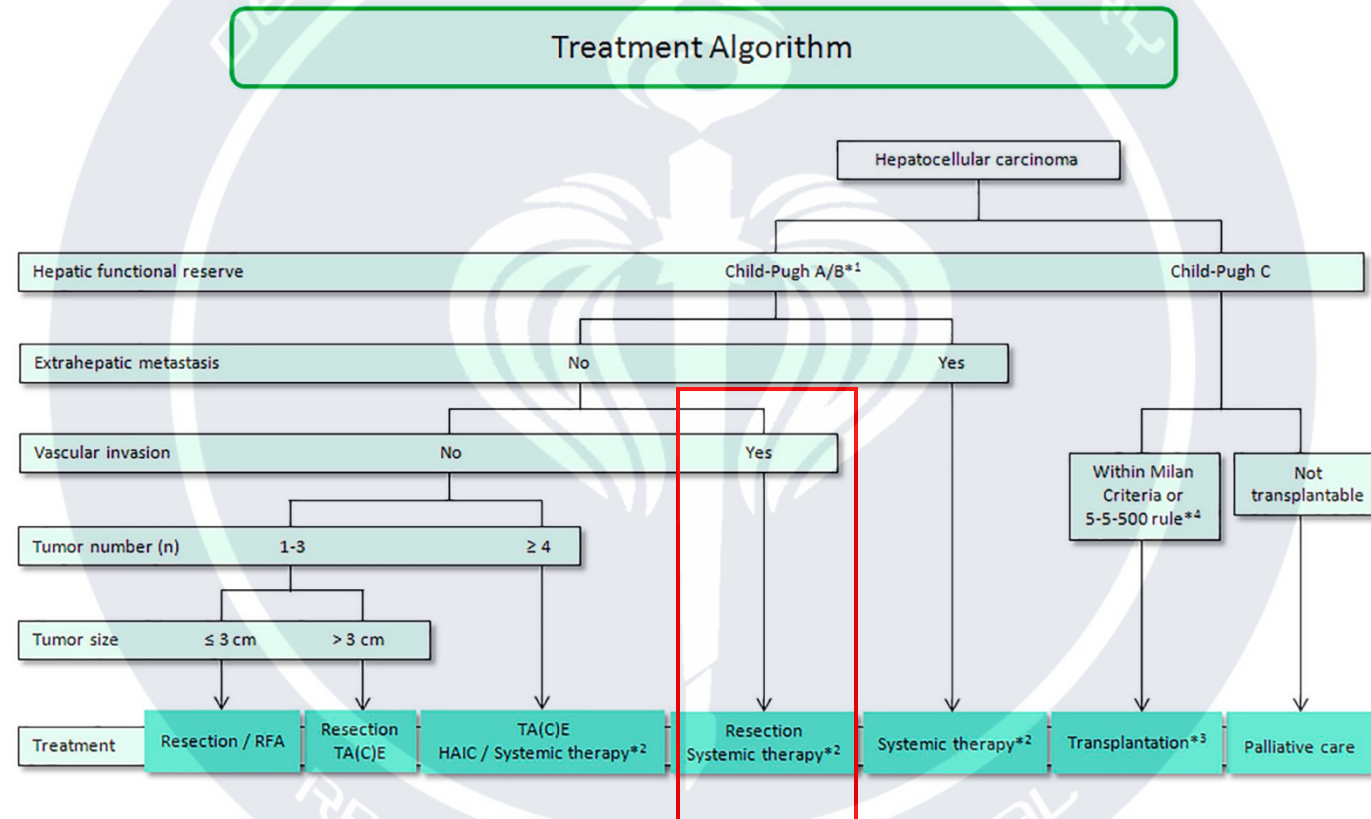 Treatment Algorithm
Hepatocellular carcinoma
Hepatic functional reserve
Child-Pugh A/B*1
Child-Pugh C
Extrahepatic metastasis
No
Yes
Vascular invasion
No
Yes
Within Milan
Criteria or
5-5-500 rule*4
Not
transplantable
Tumor number (n)
1-3
≥ 4
Tumor size
≤ 3 cm
> 3 cm
Treatment
Resection / RFA
Resection
TA(C)E
TA(C)E
HAIC / Systemic therapy*2
Resection
Systemic therapy*2
Systemic therapy*2
Transplantation*3
Palliative care